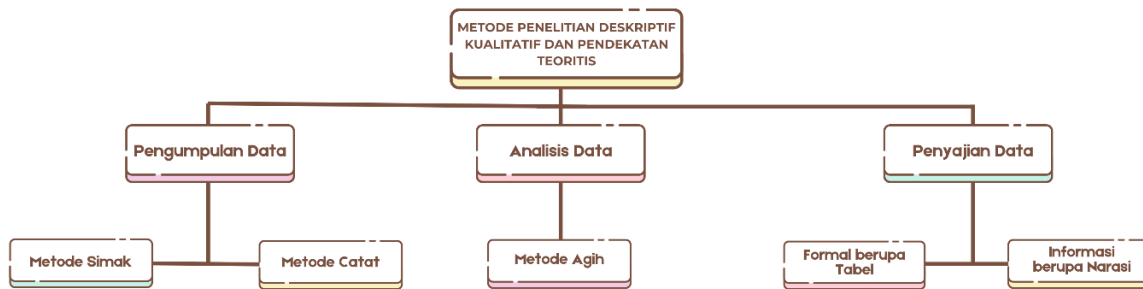 METODE PENELITIAN DESKRIPTIF
KUALITATIF DAN PENDEKATAN
TEORITIS
Pengumpulan Data
Analisis Data
Penyajian Data
Metode Simak
Metode Catat
Metode Agih
Formal berupa
Tabel
Informasi
berupa Narasi